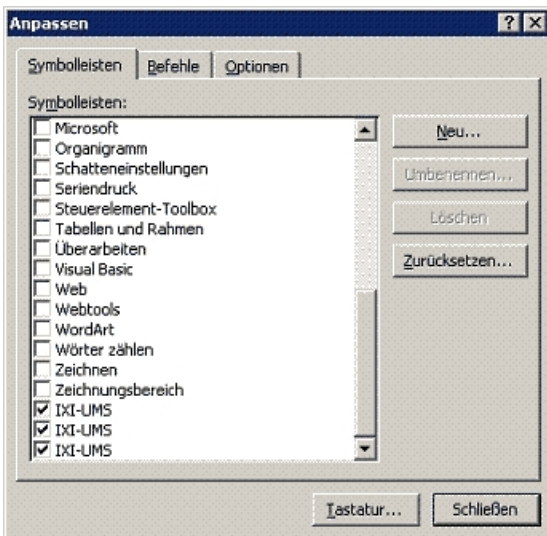 Anpassen
Symbolleisten Befehle Optionen
Symbolleisten:
Microsoft
Organigramm
Schatteneinstellungen
Seriendruck
Steuerelement-Toolbox
Tabellen und Rahmen
Überarbeiten
Visual Basic
Web
Webtools
WordArt
Wörter zählen
Zeichnen
Zeichnungsbereich
IXI-UMS
IXI-UMS
IXI-UMS
Neu...
Umbenennen...
Löschen
Zurücksetzen...
Tastatur... Schließen